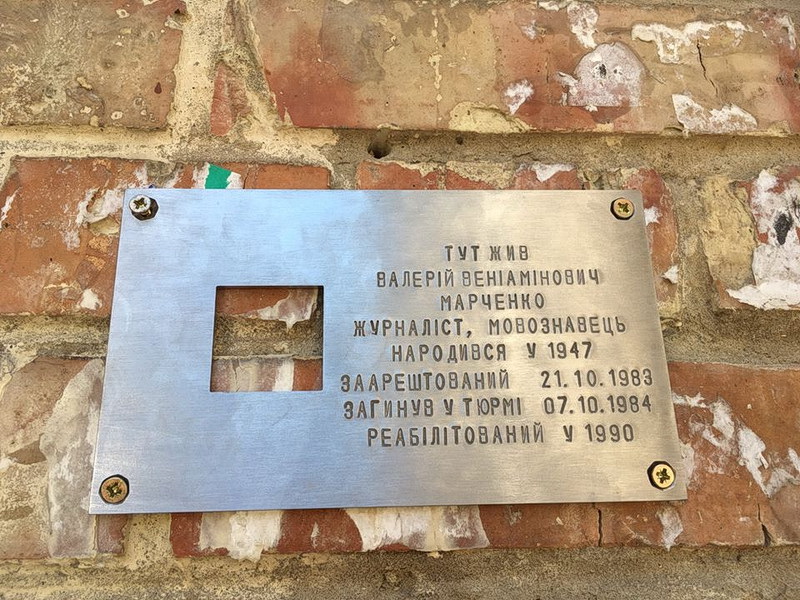 ТУТ ЖИВ
ВАЛЕРІЙ ВЕНІАМІНОВИЧ
МАРЧЕНКО
ЖУРНАЛІСТ, МОВОЗНАВЕЦЬ
НАРОДИВСЯ У 1947
ЗААРЕШТОВАНИЙ 21.10.1983
ЗАГИНУВ У ТЮРМІ 07.10.1984
РЕАБІЛІТОВАНИЙ У 1990